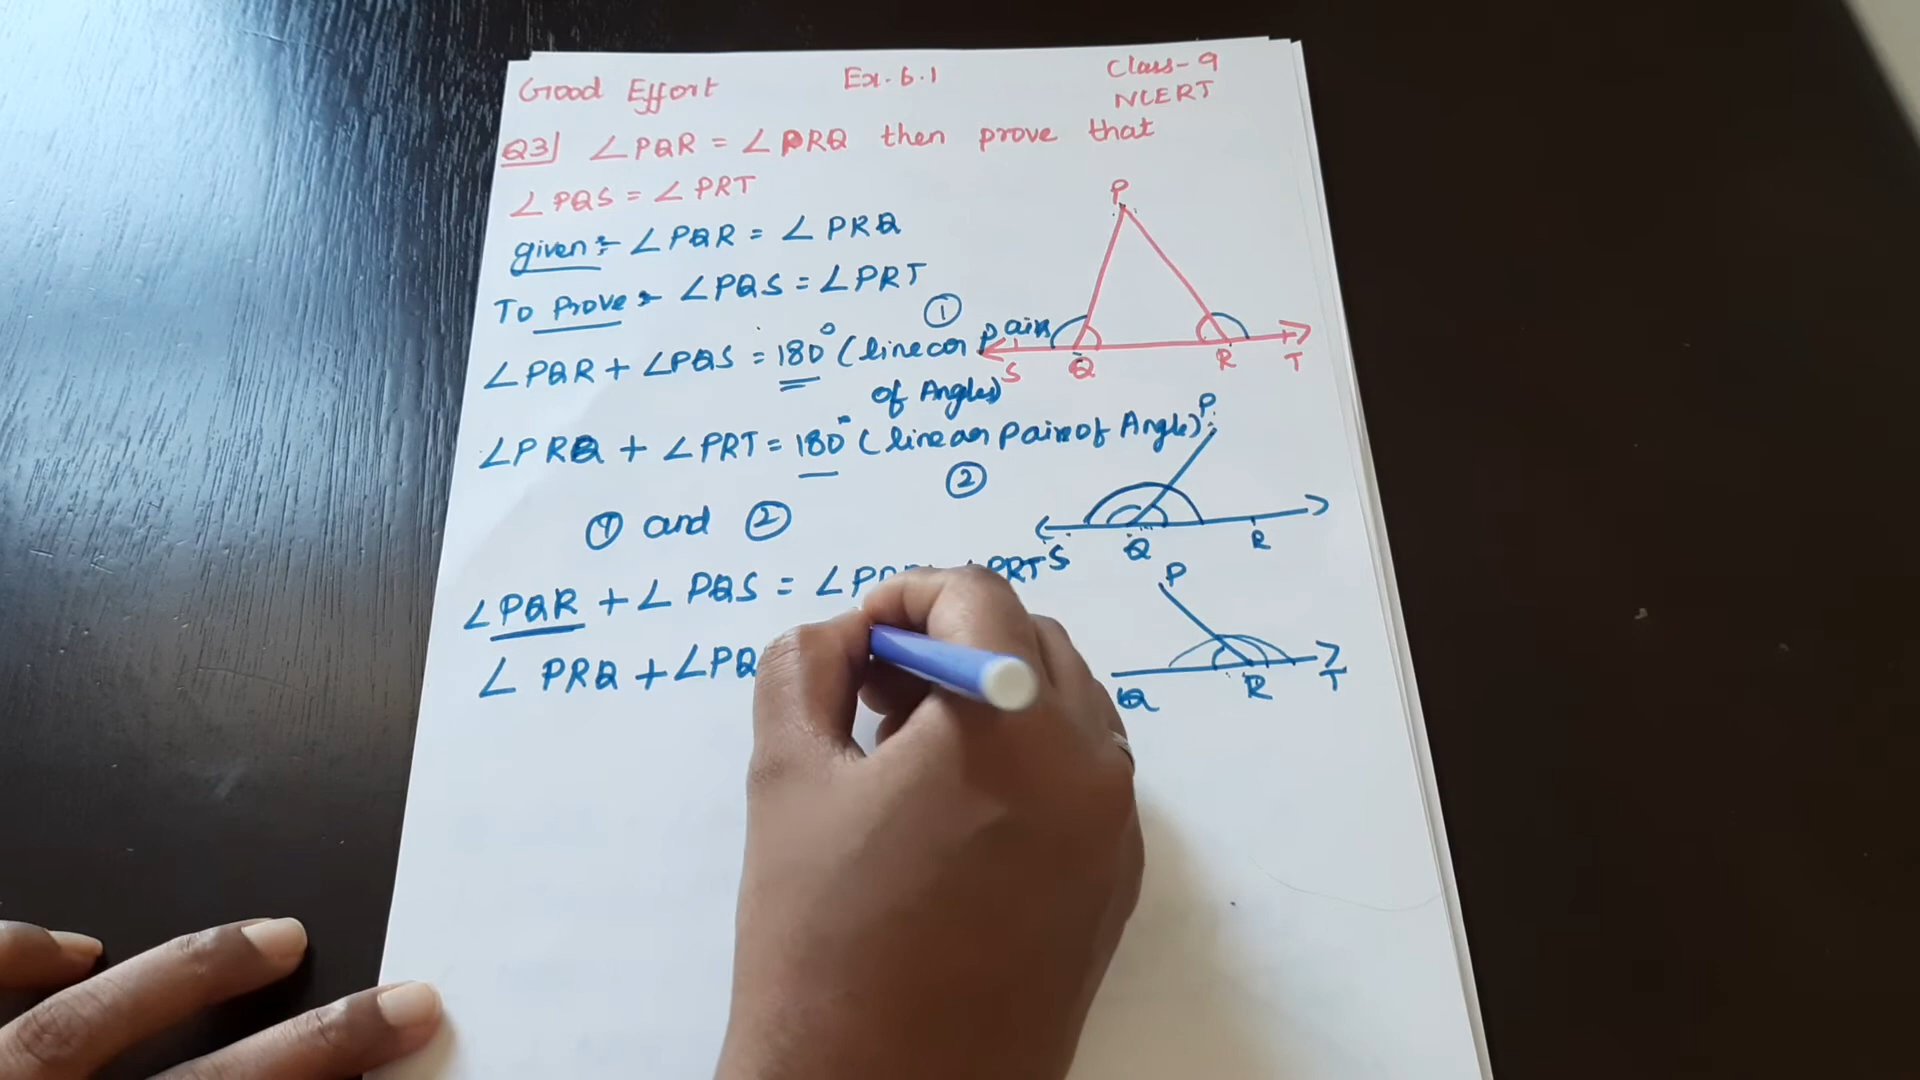 Good Effort Ex. 6.1 Class-9
NCERT
Q3) ∠PQR = ∠PRQ then prove that
∠PQS = ∠PRT
given :- ∠PQR = ∠PRQ
To Prove :- ∠PQS = ∠PRT
①
∠PQR + ∠PQS = 180° (linear Pair
of Angles)
∠PRQ + ∠PRT = 180° (linear Pair of Angle)
②
① and ②
∠PQR + ∠PQS = ∠PRT
∠PRQ + ∠PQ
P
S Q R T
P
S Q R
P
Q R T